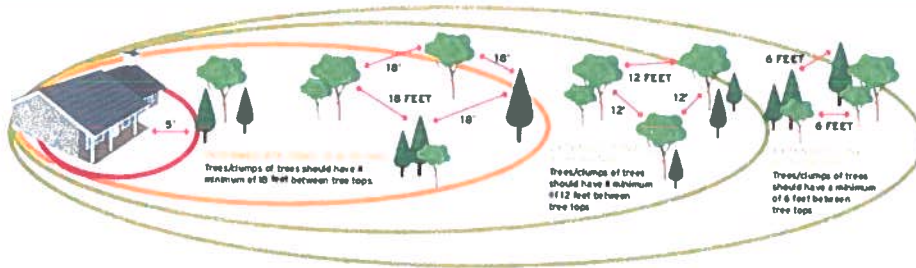 18'
18'
6 FEET
12 FEET
18 FEET
18'
12'
12'
5'
6 FEET
Trees/clumps of trees should have a
minimum of 18 feet between tree tops
Trees/clumps of trees
should have a minimum
of 12 feet between
tree tops
Trees/clumps of trees
should have a minimum
of 6 feet between
tree tops